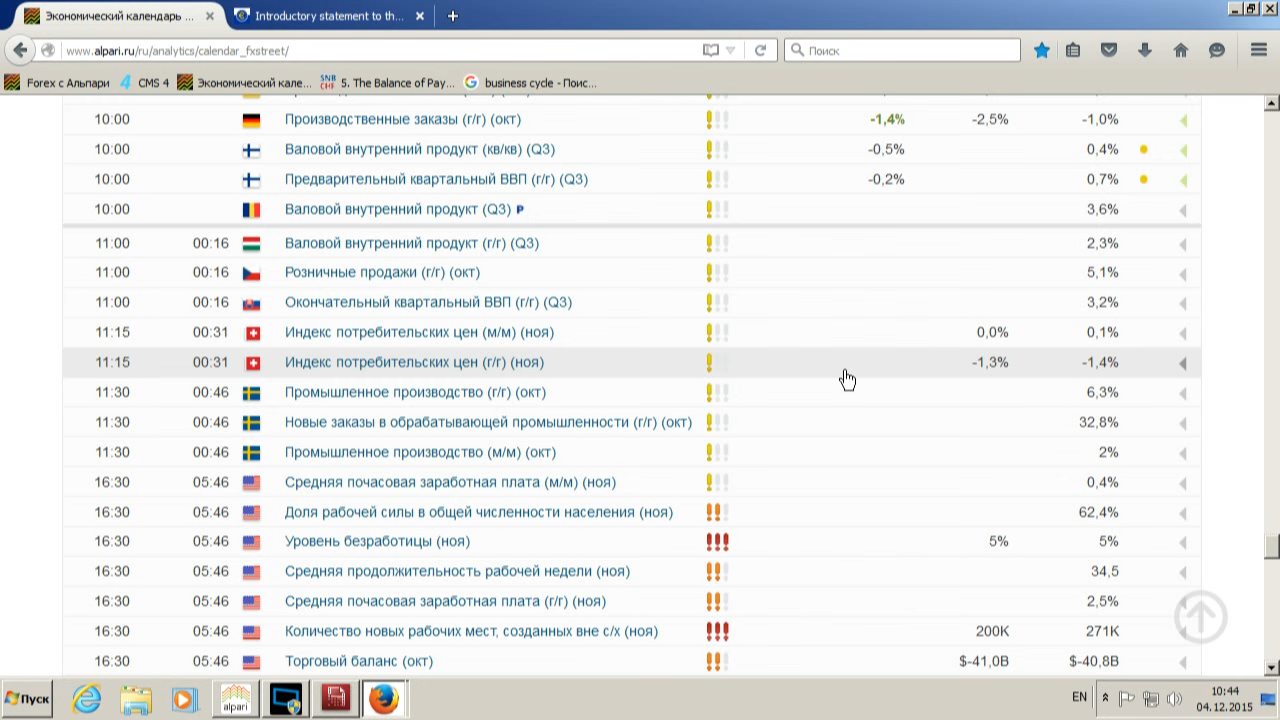 Экономический календарь ...
Introductory statement to th...
www.alpari.ru/ru/analytics/calendar_fxstreet/
Поиск
Forex с Альпари
CMS 4
Экономический кале...
SNB CHF
5. The Balance of Pay...
business cycle - Поис...
10:00 Производственные заказы (г/г) (окт) -1,4% -2,5% -1,0%
10:00 Валовой внутренний продукт (кв/кв) (Q3) -0,5% 0,4%
10:00 Предварительный квартальный ВВП (г/г) (Q3) -0,2% 0,7%
10:00 Валовой внутренний продукт (Q3) P 3,6%
11:00 00:16 Валовой внутренний продукт (г/г) (Q3) 2,3%
11:00 00:16 Розничные продажи (г/г) (окт) 5,1%
11:00 00:16 Окончательный квартальный ВВП (г/г) (Q3) 3,2%
11:15 00:31 Индекс потребительских цен (м/м) (ноя) 0,0% 0,1%
11:15 00:31 Индекс потребительских цен (г/г) (ноя) -1,3% -1,4%
11:30 00:46 Промышленное производство (г/г) (окт) 6,3%
11:30 00:46 Новые заказы в обрабатывающей промышленности (г/г) (окт) 32,8%
11:30 00:46 Промышленное производство (м/м) (окт) 2%
16:30 05:46 Средняя почасовая заработная плата (м/м) (ноя) 0,4%
16:30 05:46 Доля рабочей силы в общей численности населения (ноя) 62,4%
16:30 05:46 Уровень безработицы (ноя) 5% 5%
16:30 05:46 Средняя продолжительность рабочей недели (ноя) 34,5
16:30 05:46 Средняя почасовая заработная плата (г/г) (ноя) 2,5%
16:30 05:46 Количество новых рабочих мест, созданных вне с/х (ноя) 200K 271K
16:30 05:46 Торговый баланс (окт) $-41,0B $-40,8B
Пуск
alpari
EN
10:44
04.12.2015